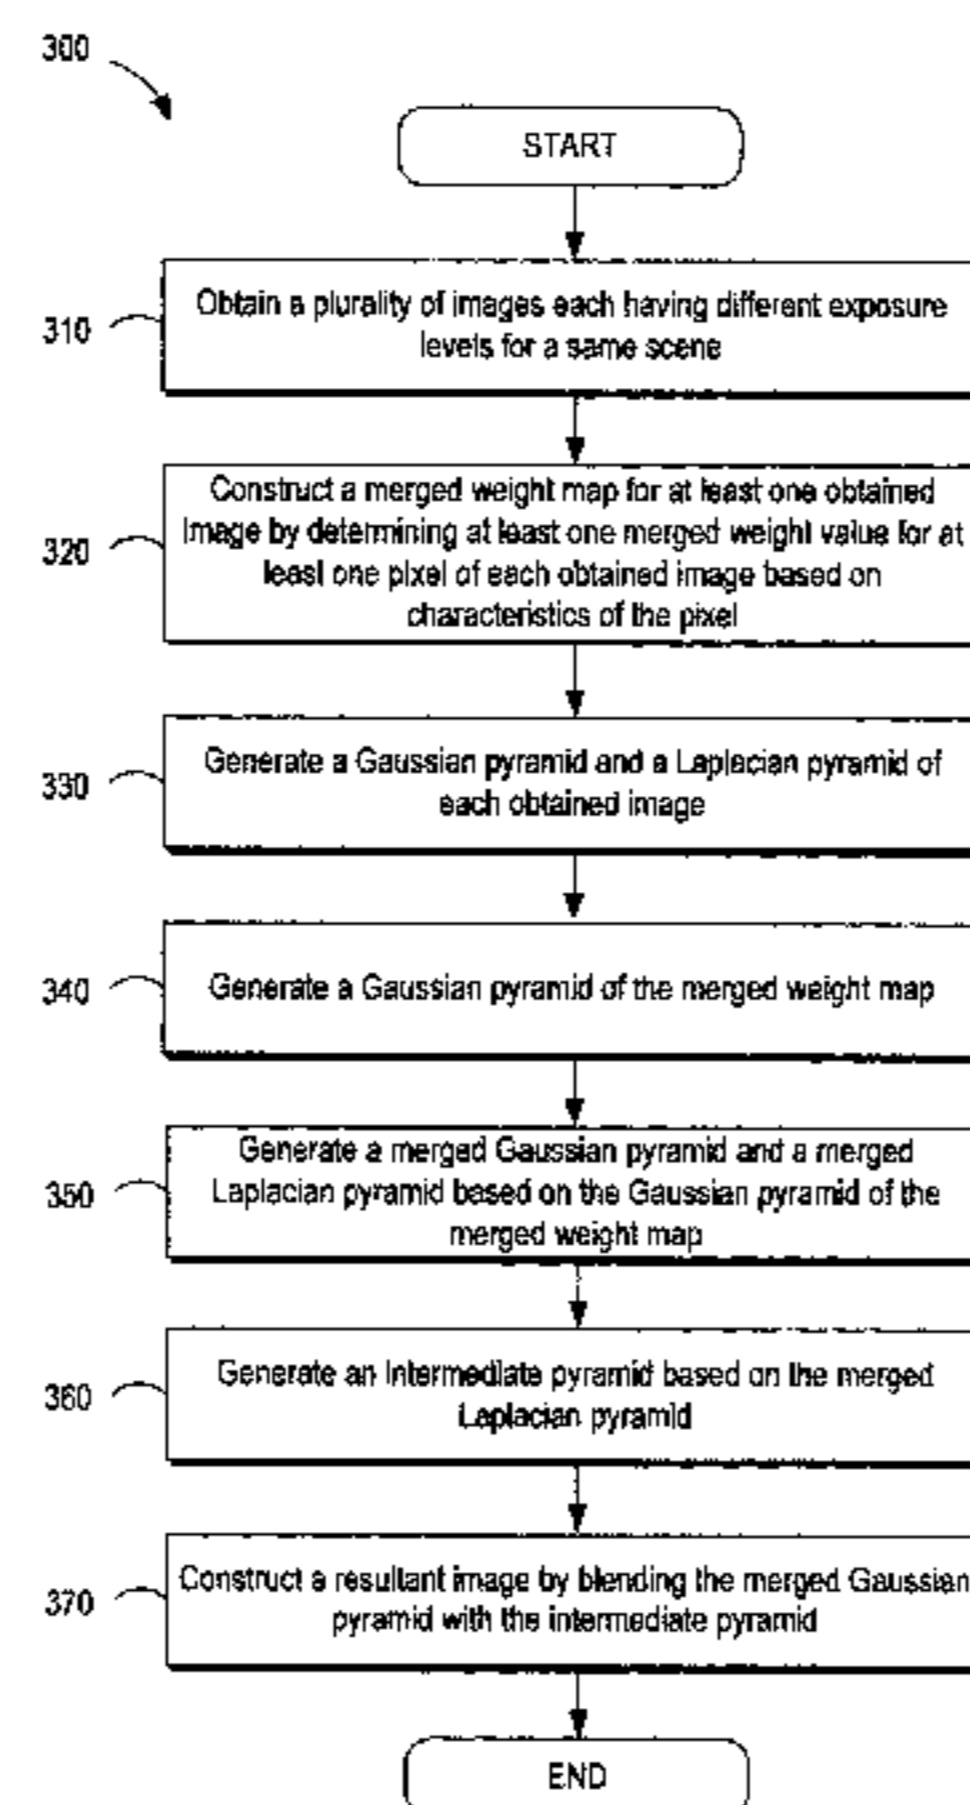 300
START
310
Obtain a plurality of images each having different exposure
levels for a same scene
320
Construct a merged weight map for at least one obtained
image by determining at least one merged weight value for at
least one pixel of each obtained image based on
characteristics of the pixel
330
Generate a Gaussian pyramid and a Laplacian pyramid of
each obtained image
340
Generate a Gaussian pyramid of the merged weight map
350
Generate a merged Gaussian pyramid and a merged
Laplacian pyramid based on the Gaussian pyramid of the
merged weight map
360
Generate an intermediate pyramid based on the merged
Laplacian pyramid
370
Construct a resultant image by blending the merged Gaussian
pyramid with the intermediate pyramid
END